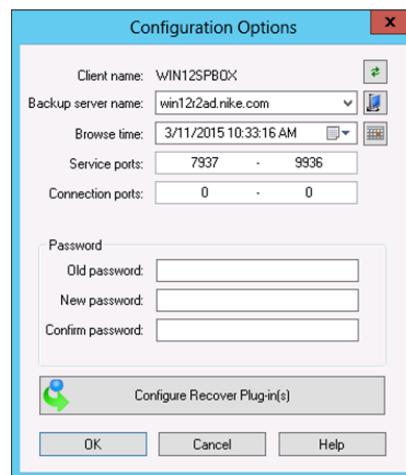 Configuration Options
x
Client name: WIN12SPBOX
Backup server name: win12r2ad.nike.com
Browse time: 3/11/2015 10:33:16 AM
Service ports: 7937 - 9936
Connection ports: 0 - 0
Password
Old password:
New password:
Confirm password:
Configure Recover Plug-in(s)
OK Cancel Help